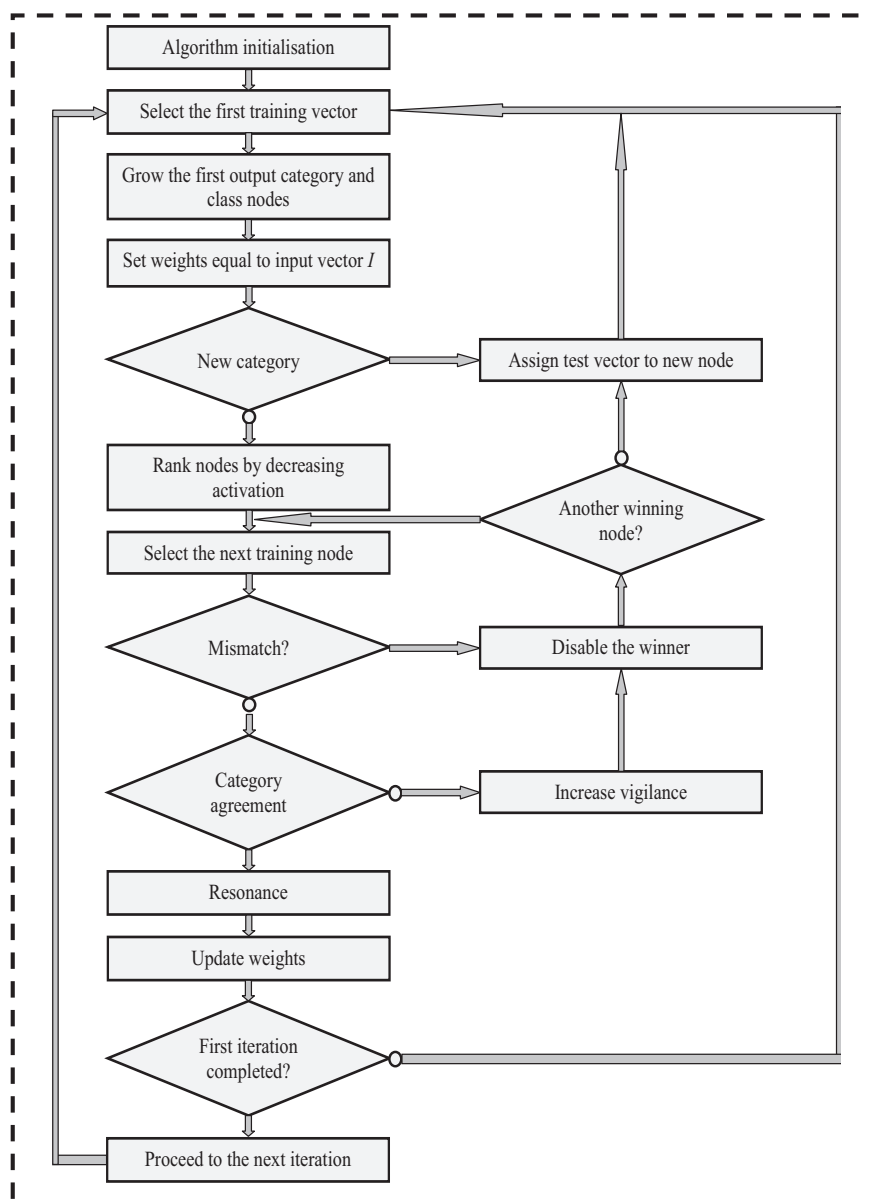 Algorithm initialisation
Select the first training vector
Grow the first output category and
class nodes
Set weights equal to input vector I
New category
Assign test vector to new node
Rank nodes by decreasing
activation
Another winning
node?
Select the next training node
Mismatch?
Disable the winner
Category
agreement
Increase vigilance
Resonance
Update weights
First iteration
completed?
Proceed to the next iteration